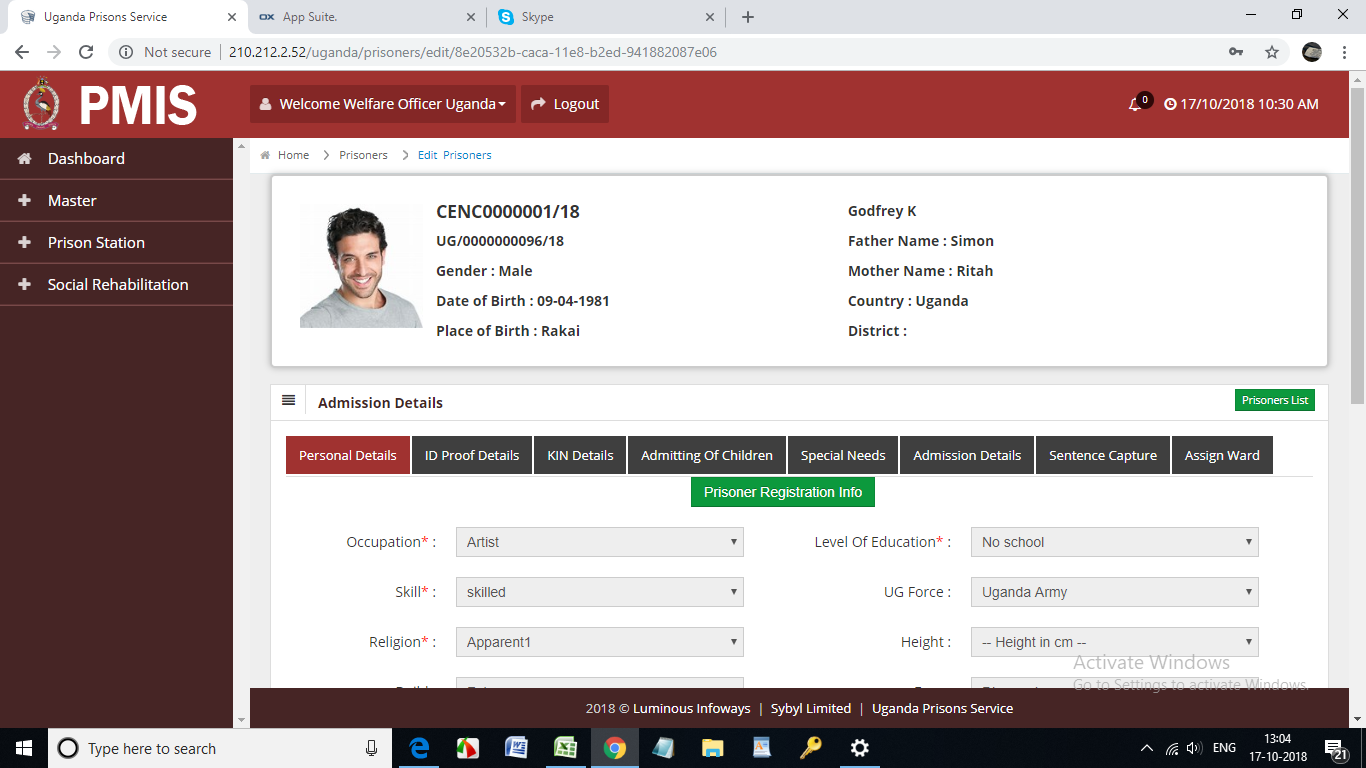 Uganda Prisons Service
App Suite.
Skype
Not secure | 210.212.2.52/uganda/prisoners/edit/8e20532b-caca-11e8-b2ed-941882087e06
PMIS
Welcome Welfare Officer Uganda
Logout
0
17/10/2018 10:30 AM
Dashboard
Master
Prison Station
Social Rehabilitation
Home > Prisoners > Edit Prisoners
CENC0000001/18
UG/0000000096/18
Gender : Male
Date of Birth : 09-04-1981
Place of Birth : Rakai
Godfrey K
Father Name : Simon
Mother Name : Ritah
Country : Uganda
District :
Admission Details
Prisoners List
Personal Details
ID Proof Details
KIN Details
Admitting Of Children
Special Needs
Admission Details
Sentence Capture
Assign Ward
Prisoner Registration Info
Occupation* : Artist
Level Of Education* : No school
Skill* : skilled
UG Force : Uganda Army
Religion* : Apparent1
Height : -- Height in cm --
Activate Windows
Go to Settings to activate Windows.
2018 © Luminous Infoways | Sybyl Limited | Uganda Prisons Service
Type here to search
ENG
13:04
17-10-2018
21